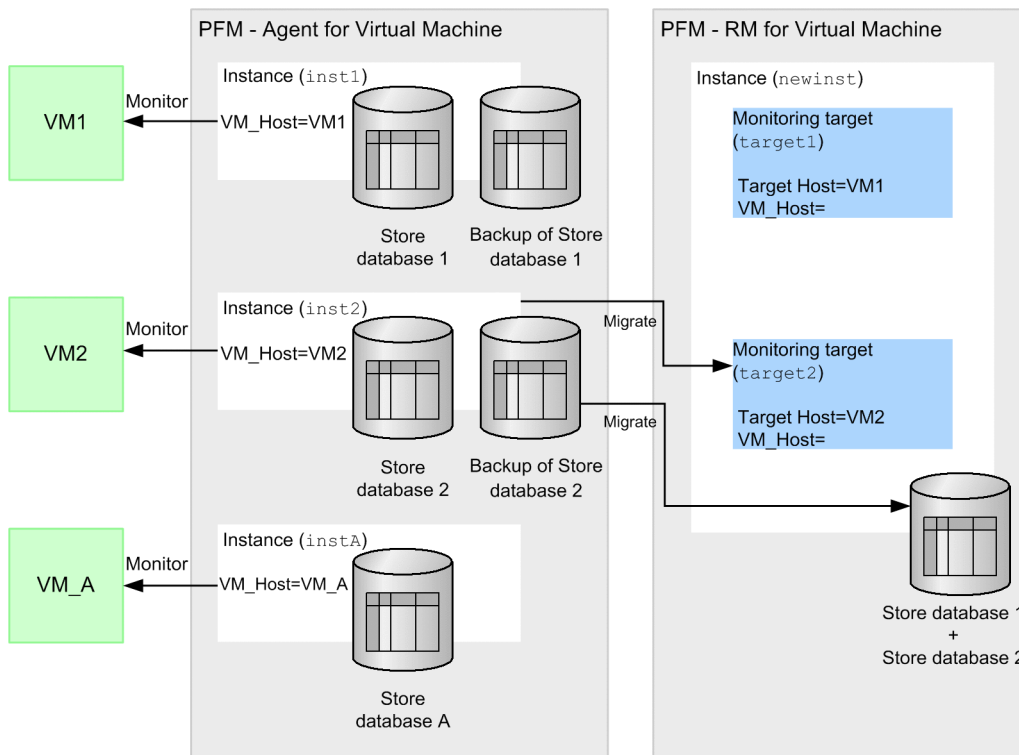 PFM - Agent for Virtual Machine
PFM - RM for Virtual Machine
VM1
Monitor
Instance (inst1)
VM_Host=VM1
Store
database 1
Backup of Store
database 1
Instance (newinst)
Monitoring target
(target1)
Target Host=VM1
VM_Host=
VM2
Monitor
Instance (inst2)
VM_Host=VM2
Store
database 2
Backup of Store
database 2
Migrate
Migrate
Monitoring target
(target2)
Target Host=VM2
VM_Host=
VM_A
Monitor
Instance (instA)
VM_Host=VM_A
Store
database A
Store database 1
+
Store database 2